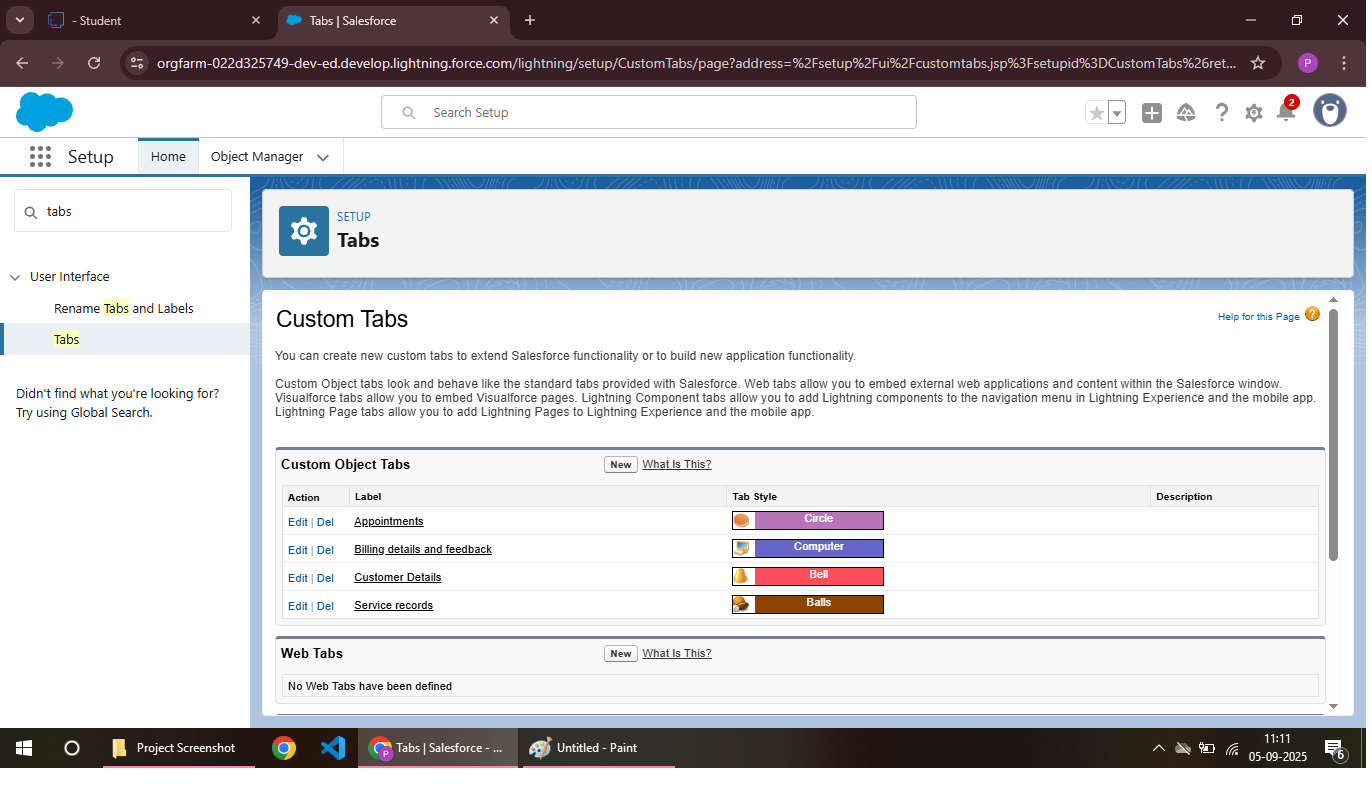 - Student
Tabs | Salesforce
orgfarm-022d325749-dev-ed.develop.lightning.force.com/lightning/setup/CustomTabs/page?address=%2Fsetup%2Fui%2Fcustomtabs.jsp%3Fsetupid%3DCustomTabs%26ret...
P
Search Setup
2
Setup
Home
Object Manager
tabs
User Interface
Rename Tabs and Labels
Tabs
Didn't find what you're looking for?
Try using Global Search.
SETUP
Tabs
Custom Tabs
Help for this Page ?
You can create new custom tabs to extend Salesforce functionality or to build new application functionality.
Custom Object tabs look and behave like the standard tabs provided with Salesforce. Web tabs allow you to embed external web applications and content within the Salesforce window.
Visualforce tabs allow you to embed Visualforce pages. Lightning Component tabs allow you to add Lightning components to the navigation menu in Lightning Experience and the mobile app.
Lightning Page tabs allow you to add Lightning Pages to Lightning Experience and the mobile app.
Custom Object Tabs New What Is This?
Action Label Tab Style Description
Edit | Del Appointments Circle
Edit | Del Billing details and feedback Computer
Edit | Del Customer Details Bell
Edit | Del Service records Balls
Web Tabs New What Is This?
No Web Tabs have been defined
Project Screenshot
P
Tabs | Salesforce - ...
Untitled - Paint
11:11
05-09-2025
6